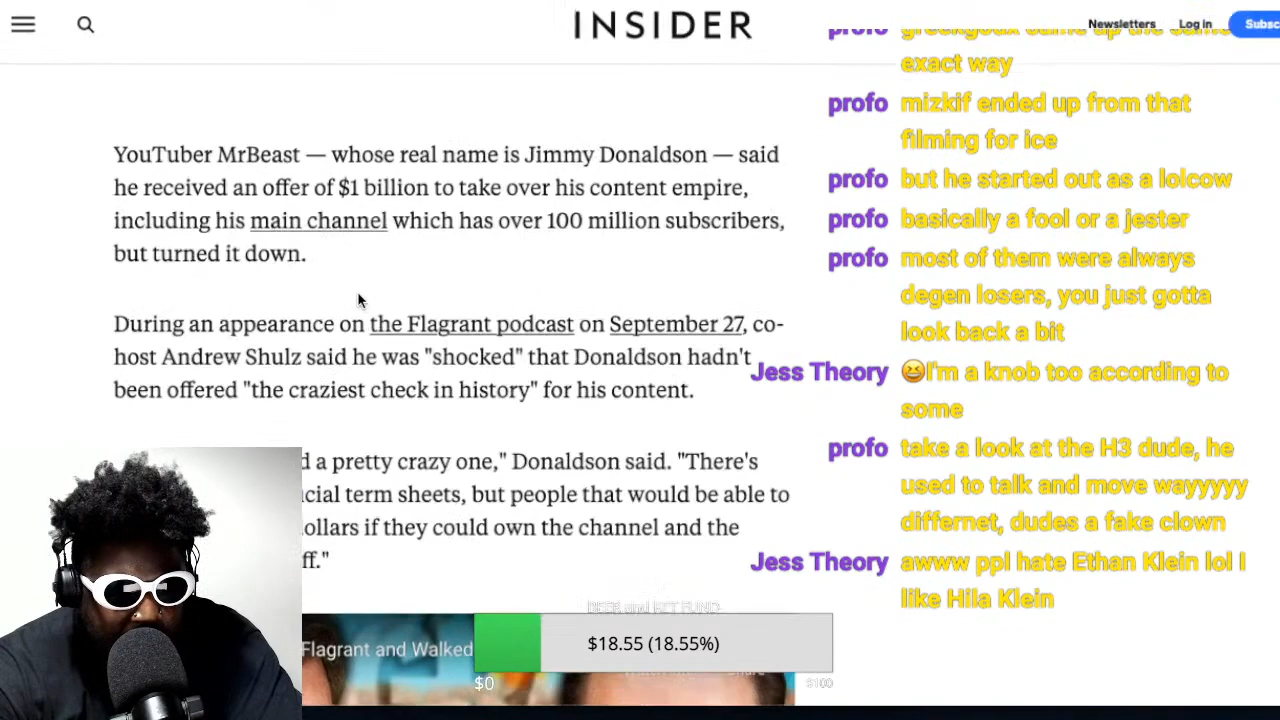 INSIDER
Newsletters
Log in
Subsc
YouTuber MrBeast — whose real name is Jimmy Donaldson — said
he received an offer of $1 billion to take over his content empire,
including his main channel which has over 100 million subscribers,
but turned it down.
During an appearance on the Flagrant podcast on September 27, co-
host Andrew Shulz said he was "shocked" that Donaldson hadn't
been offered "the craziest check in history" for his content.
d a pretty crazy one," Donaldson said. "There's
cial term sheets, but people that would be able to
ollars if they could own the channel and the
ff."
Flagrant and Walked
BEER and KIT FUND
$18.55 (18.55%)
$0
$100
Share
profo
exact way
profo mizkif ended up from that
filming for ice
profo but he started out as a lolcow
profo basically a fool or a jester
profo most of them were always
degen losers, you just gotta
look back a bit
Jess Theory 😆I'm a knob too according to
some
profo take a look at the H3 dude, he
used to talk and move wayyyyy
differnet, dudes a fake clown
Jess Theory awww ppl hate Ethan Klein lol I
like Hila Klein